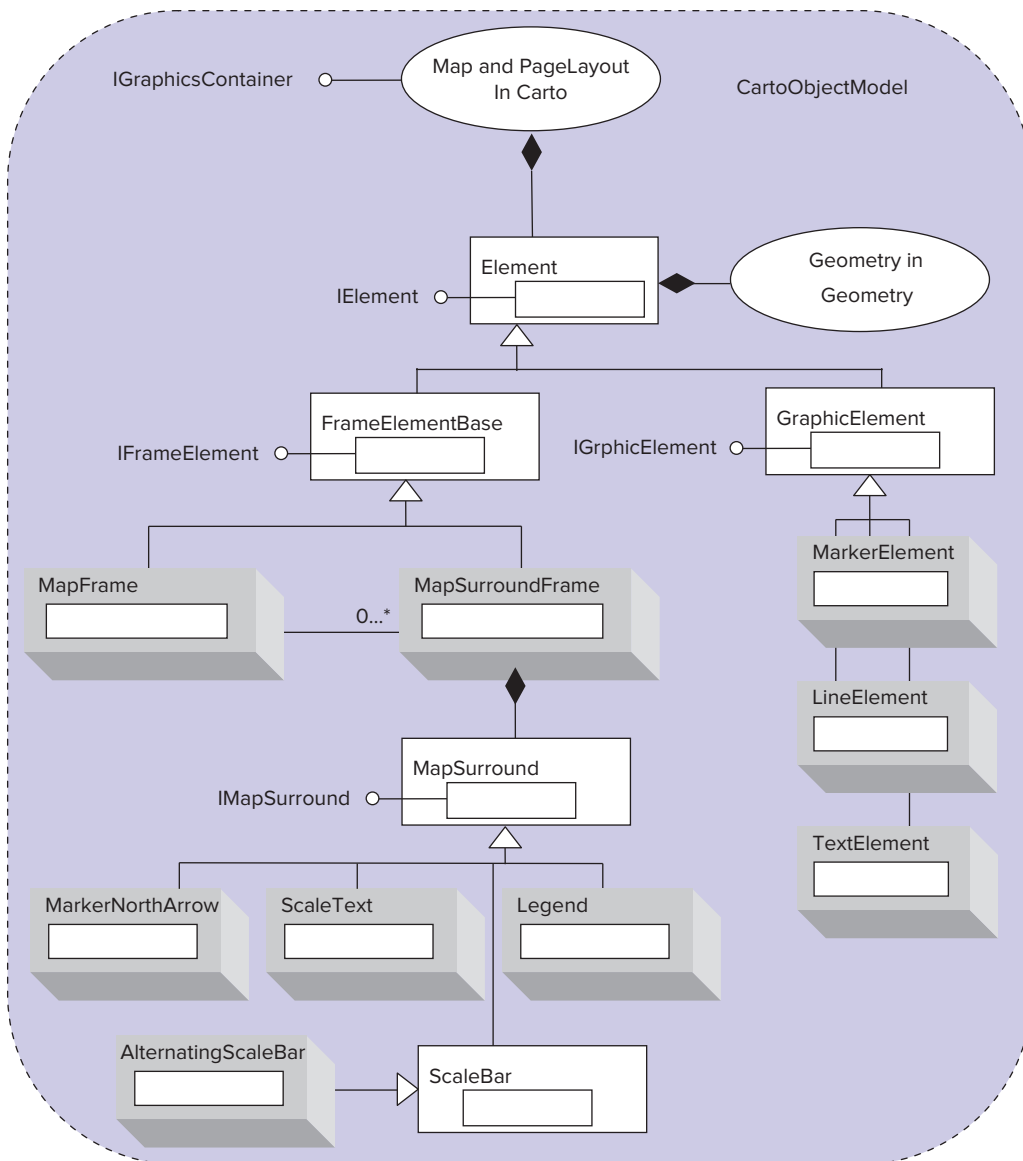 IGraphicsContainer
Map and PageLayout
In Carto
CartoObjectModel
Element
IElement
Geometry in
Geometry
FrameElementBase
IFrameElement
GraphicElement
IGrphicElement
MapFrame
0...*
MapSurroundFrame
MarkerElement
LineElement
MapSurround
IMapSurround
TextElement
MarkerNorthArrow
ScaleText
Legend
AlternatingScaleBar
ScaleBar